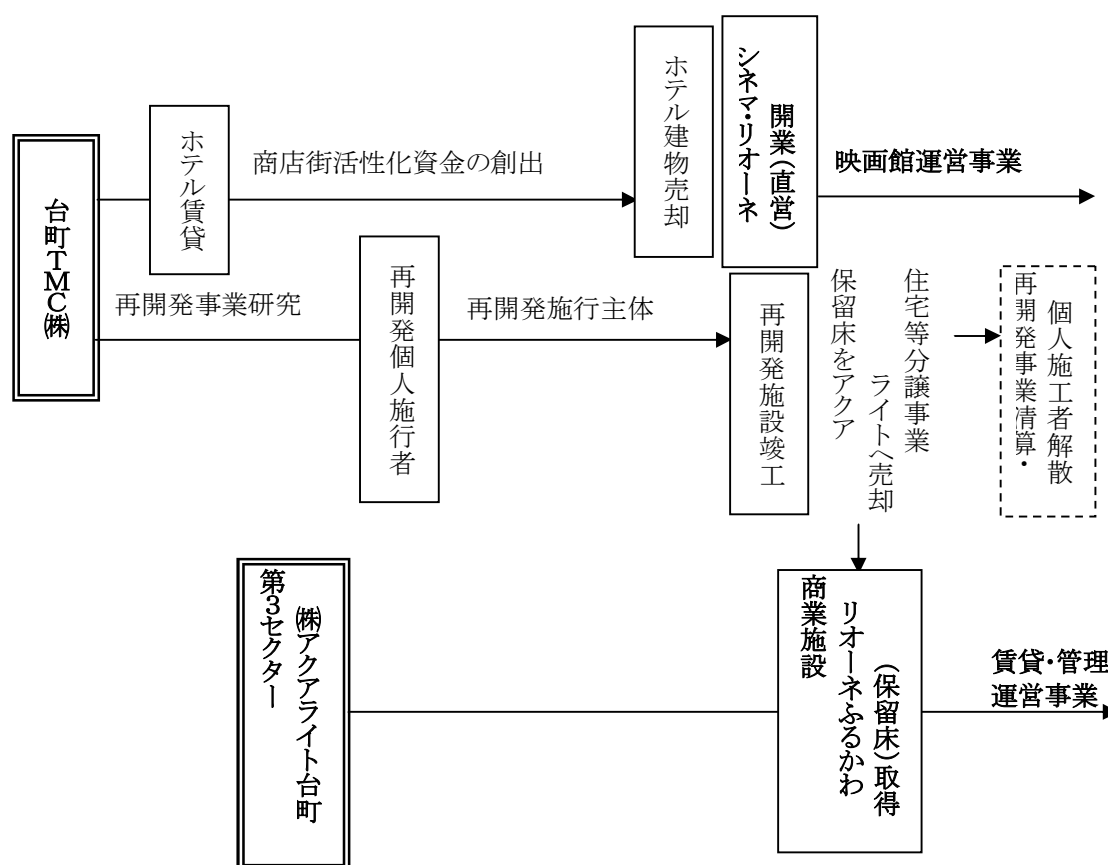 台町TMC㈱
ホテル賃貸
商店街活性化資金の創出
ホテル建物売却
シネマ・リオーネ
開業(直営)
映画館運営事業
再開発事業研究
再開発個人施行者
再開発施行主体
再開発施設竣工
保留床をアクア
ライトへ売却
住宅等分譲事業
再開発事業清算・
個人施工者解散
第3セクター
㈱アクアライト台町
商業施設
リオーネふるかわ
(保留床)取得
賃貸・管理
運営事業